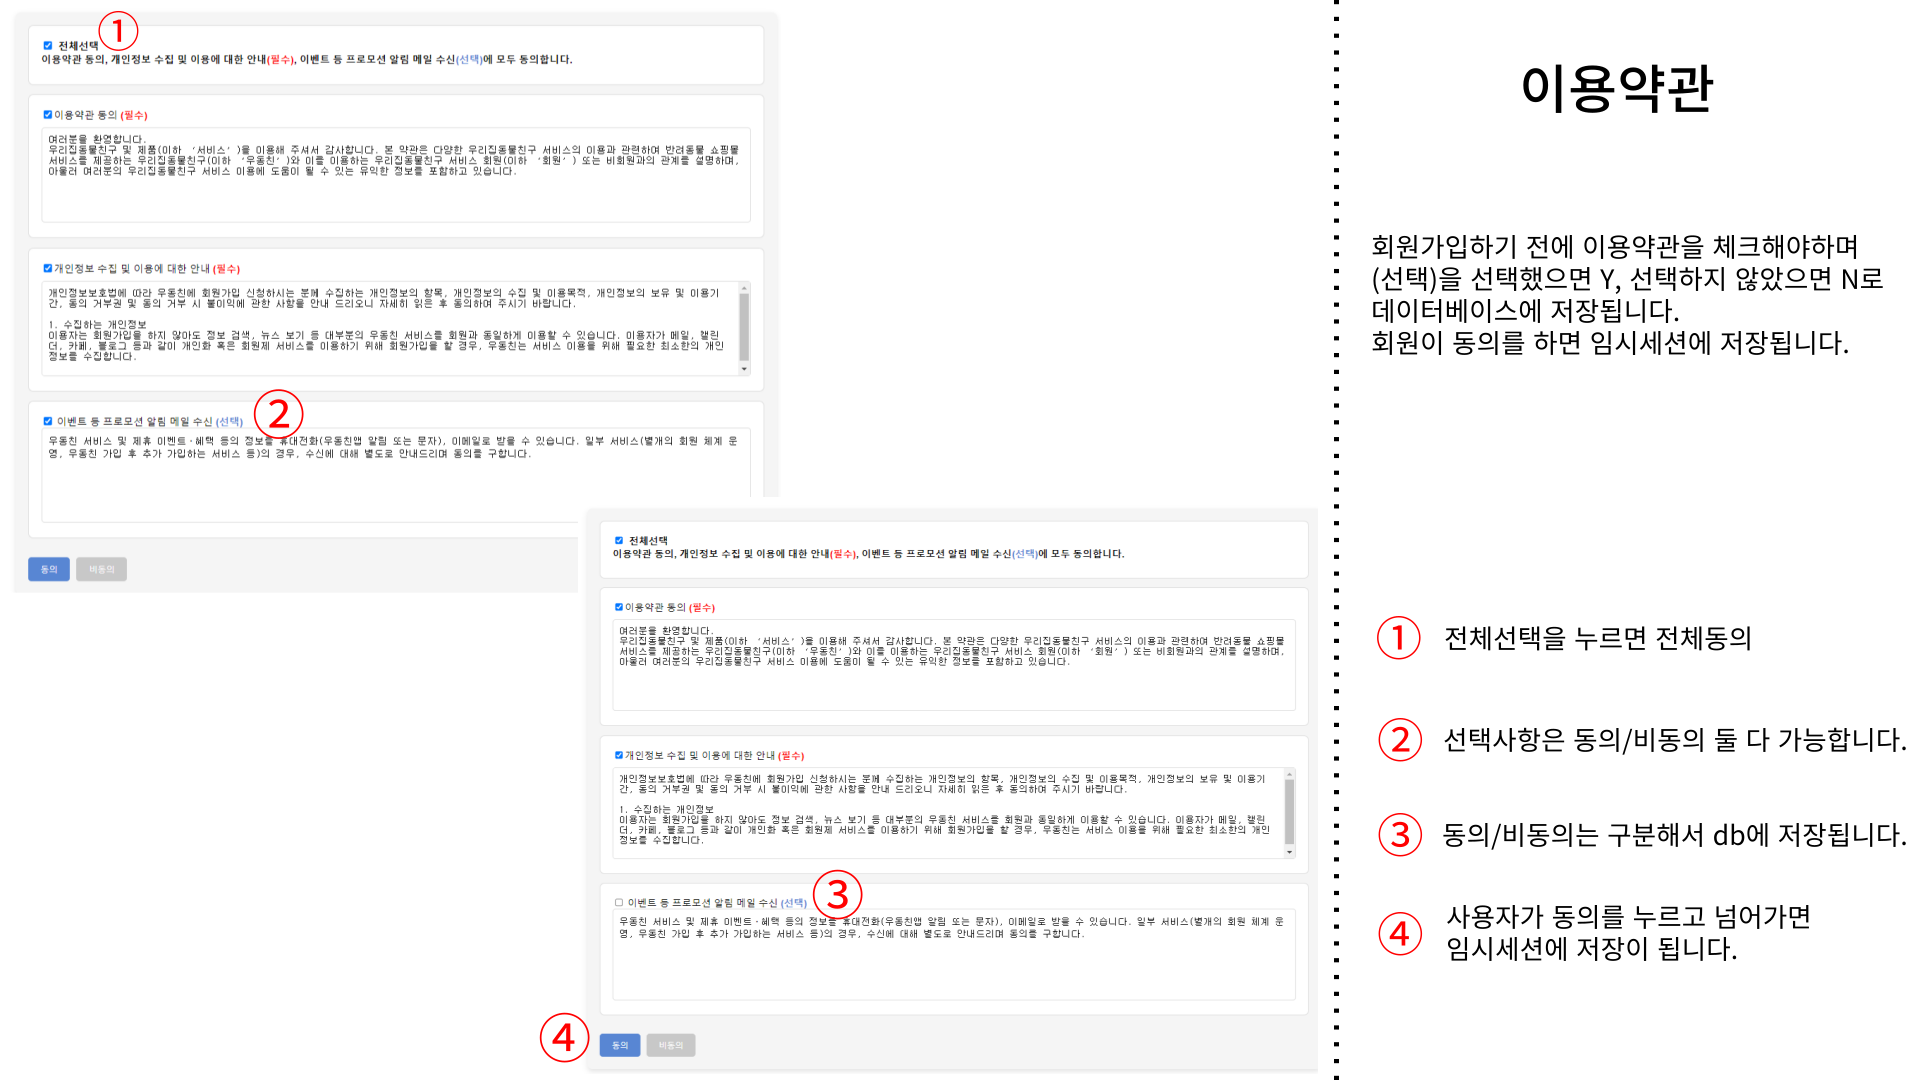 ①
전체선택
이용약관 동의, 개인정보 수집 및 이용에 대한 안내(필수), 이벤트 등 프로모션 알림 메일 수신(선택)에 모두 동의합니다.
이용약관 동의 (필수)
여러분을 환영합니다.
우리집동물친구 및 제품(이하 ‘서비스’)을 이용해 주셔서 감사합니다. 본 약관은 다양한 우리집동물친구 서비스의 이용과 관련하여 반려동물 쇼핑몰
서비스를 제공하는 우리집동물친구(이하 ‘우동친’)와 이를 이용하는 우리집동물친구 서비스 회원(이하 ‘회원’) 또는 비회원과의 관계를 설명하며,
아울러 여러분의 우리집동물친구 서비스 이용에 도움이 될 수 있는 유익한 정보를 포함하고 있습니다.
개인정보 수집 및 이용에 대한 안내 (필수)
개인정보보호법에 따라 우동친에 회원가입 신청하시는 분께 수집하는 개인정보의 항목, 개인정보의 수집 및 이용목적, 개인정보의 보유 및 이용기
간, 동의 거부권 및 동의 거부 시 불이익에 관한 사항을 안내 드리오니 자세히 읽은 후 동의하여 주시기 바랍니다.
1. 수집하는 개인정보
이용자는 회원가입을 하지 않아도 정보 검색, 뉴스 보기 등 대부분의 우동친 서비스를 회원과 동일하게 이용할 수 있습니다. 이용자가 메일, 캘린
더, 카페, 블로그 등과 같이 개인화 혹은 회원제 서비스를 이용하기 위해 회원가입을 할 경우, 우동친는 서비스 이용을 위해 필요한 최소한의 개인
정보를 수집합니다.
이벤트 등 프로모션 알림 메일 수신 (선택)
②
우동친 서비스 및 제휴 이벤트·혜택 등의 정보를 휴대전화(우동친앱 알림 또는 문자), 이메일로 받을 수 있습니다. 일부 서비스(별개의 회원 체계 운
영, 우동친 가입 후 추가 가입하는 서비스 등)의 경우, 수신에 대해 별도로 안내드리며 동의를 구합니다.
동의
비동의
전체선택
이용약관 동의, 개인정보 수집 및 이용에 대한 안내(필수), 이벤트 등 프로모션 알림 메일 수신(선택)에 모두 동의합니다.
이용약관 동의 (필수)
여러분을 환영합니다.
우리집동물친구 및 제품(이하 ‘서비스’)을 이용해 주셔서 감사합니다. 본 약관은 다양한 우리집동물친구 서비스의 이용과 관련하여 반려동물 쇼핑몰
서비스를 제공하는 우리집동물친구(이하 ‘우동친’)와 이를 이용하는 우리집동물친구 서비스 회원(이하 ‘회원’) 또는 비회원과의 관계를 설명하며,
아울러 여러분의 우리집동물친구 서비스 이용에 도움이 될 수 있는 유익한 정보를 포함하고 있습니다.
개인정보 수집 및 이용에 대한 안내 (필수)
개인정보보호법에 따라 우동친에 회원가입 신청하시는 분께 수집하는 개인정보의 항목, 개인정보의 수집 및 이용목적, 개인정보의 보유 및 이용기
간, 동의 거부권 및 동의 거부 시 불이익에 관한 사항을 안내 드리오니 자세히 읽은 후 동의하여 주시기 바랍니다.
1. 수집하는 개인정보
이용자는 회원가입을 하지 않아도 정보 검색, 뉴스 보기 등 대부분의 우동친 서비스를 회원과 동일하게 이용할 수 있습니다. 이용자가 메일, 캘린
더, 카페, 블로그 등과 같이 개인화 혹은 회원제 서비스를 이용하기 위해 회원가입을 할 경우, 우동친는 서비스 이용을 위해 필요한 최소한의 개인
정보를 수집합니다.
이벤트 등 프로모션 알림 메일 수신 (선택)
③
우동친 서비스 및 제휴 이벤트·혜택 등의 정보를 휴대전화(우동친앱 알림 또는 문자), 이메일로 받을 수 있습니다. 일부 서비스(별개의 회원 체계 운
영, 우동친 가입 후 추가 가입하는 서비스 등)의 경우, 수신에 대해 별도로 안내드리며 동의를 구합니다.
④
동의
비동의
이용약관
회원가입하기 전에 이용약관을 체크해야하며
(선택)을 선택했으면 Y, 선택하지 않았으면 N로
데이터베이스에 저장됩니다.
회원이 동의를 하면 임시세션에 저장됩니다.
① 전체선택을 누르면 전체동의
② 선택사항은 동의/비동의 둘 다 가능합니다.
③ 동의/비동의는 구분해서 db에 저장됩니다.
④ 사용자가 동의를 누르고 넘어가면
임시세션에 저장이 됩니다.